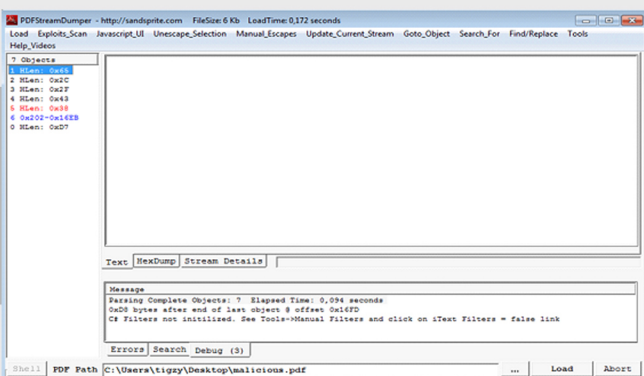 PDFStreamDumper - http://sandsprite.com FileSize: 6 Kb LoadTime: 0,172 seconds
Load Exploits_Scan Javascript_UI Unescape_Selection Manual_Escapes Update_Current_Stream Goto_Object Search_For Find/Replace Tools
Help_Videos
7 Objects
1 HLen: 0x65
2 HLen: 0x2C
3 HLen: 0x2F
4 HLen: 0x43
5 HLen: 0x38
6 0x202-0x16EB
0 HLen: 0xD7
Text HexDump Stream Details
Message
Parsing Complete Objects: 7 Elapsed Time: 0,094 seconds
0xD8 bytes after end of last object @ offset 0x16FD
C# Filters not initilized. See Tools->Manual Filters and click on iText Filters = false link
Errors Search Debug (3)
Shell PDF Path C:\Users\tigzy\Desktop\malicious.pdf ... Load Abort